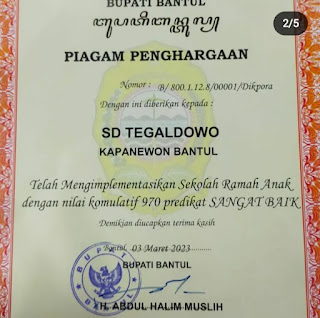 BUPATI BANTUL
2/5
PIAGAM PENGHARGAAN
Nomor : B/ 800.1.12.8/00001/Dikpora
Dengan ini diberikan kepada :
SD TEGALDOWO
KAPANEWON BANTUL
Telah Mengimplementasikan Sekolah Ramah Anak
dengan nilai komulatif 970 predikat SANGAT BAIK
Demikian diucapkan terima kasih
Bantul, 03 Maret 2023
BUPATI BANTUL
BUPATI
H. ABDUL HALIM MUSLIH